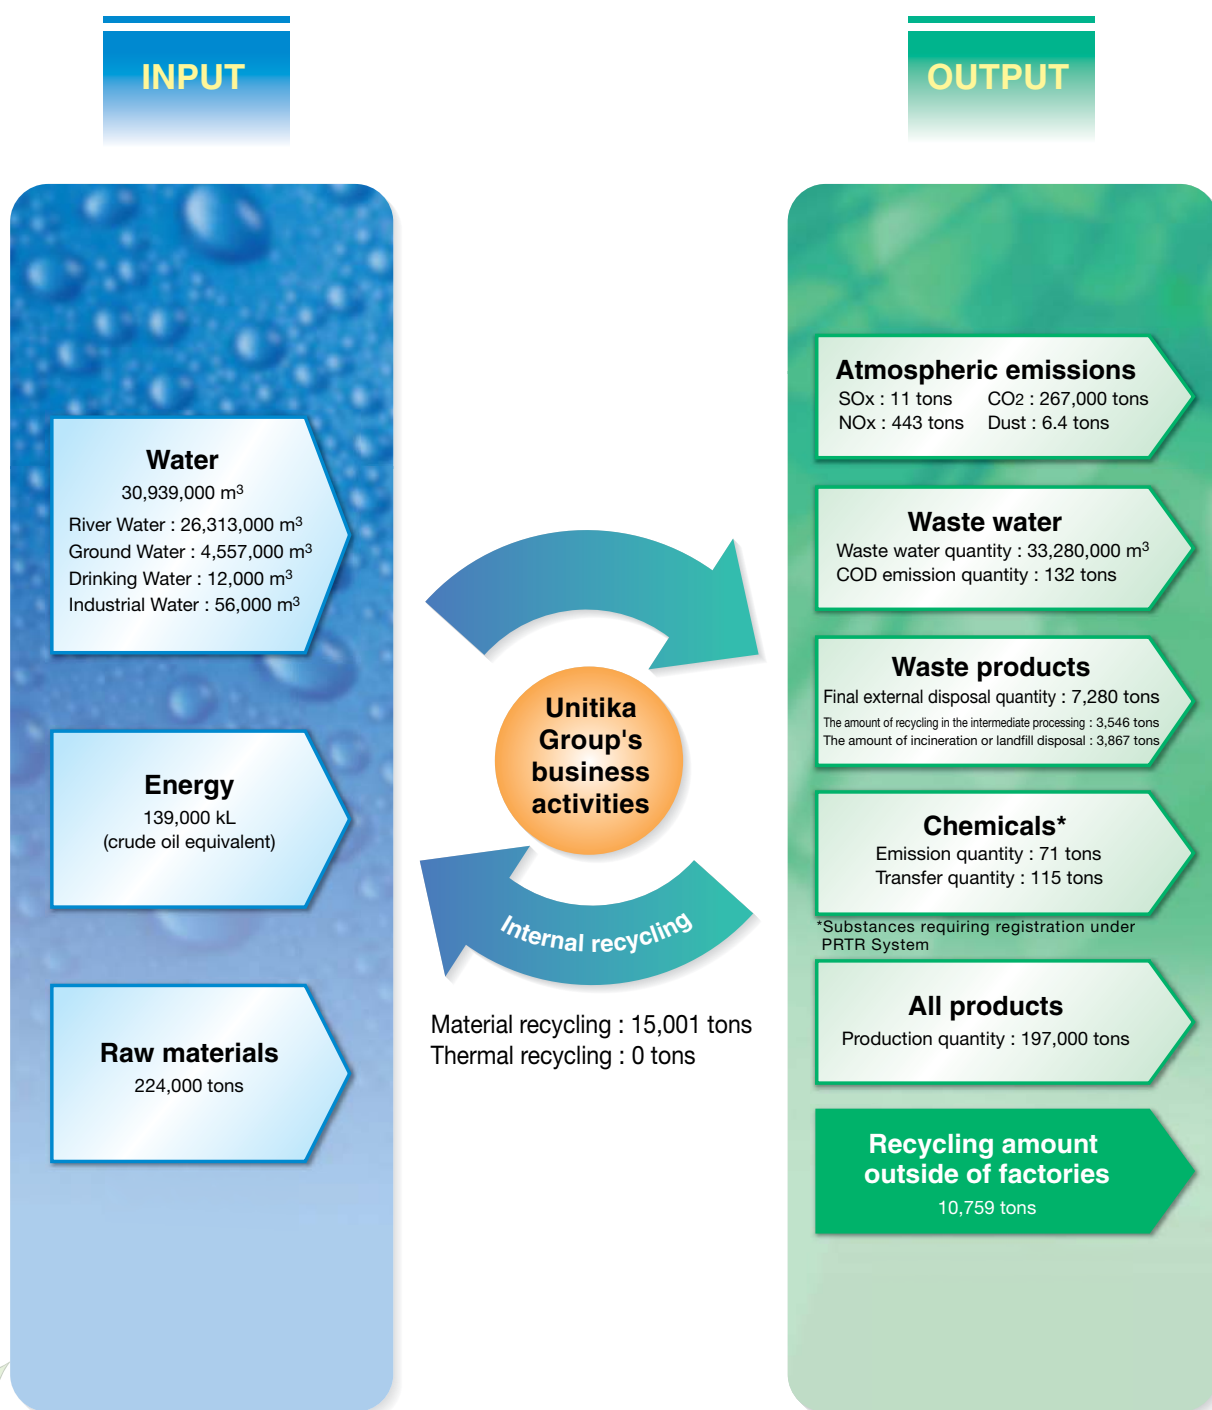 INPUT
OUTPUT
Water
30,939,000 m³
River Water : 26,313,000 m³
Ground Water : 4,557,000 m³
Drinking Water : 12,000 m³
Industrial Water : 56,000 m³
Energy
139,000 kL
(crude oil equivalent)
Raw materials
224,000 tons
Unitika
Group's
business
activities
Internal recycling
Material recycling : 15,001 tons
Thermal recycling : 0 tons
Atmospheric emissions
SOx : 11 tons CO2 : 267,000 tons
NOx : 443 tons Dust : 6.4 tons
Waste water
Waste water quantity : 33,280,000 m³
COD emission quantity : 132 tons
Waste products
Final external disposal quantity : 7,280 tons
The amount of recycling in the intermediate processing : 3,546 tons
The amount of incineration or landfill disposal : 3,867 tons
Chemicals*
Emission quantity : 71 tons
Transfer quantity : 115 tons
*Substances requiring registration under
PRTR System
All products
Production quantity : 197,000 tons
Recycling amount
outside of factories
10,759 tons